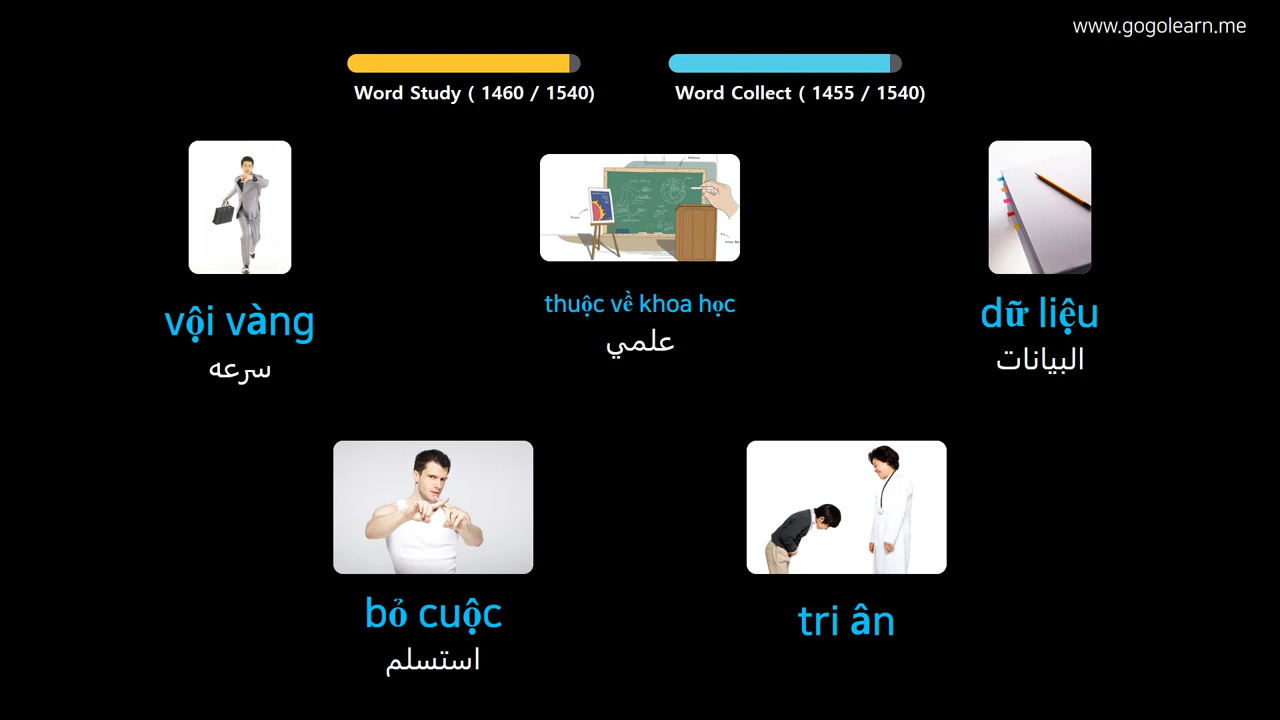 www.gogolearn.me
Word Study ( 1460 / 1540)
Word Collect ( 1455 / 1540)
vội vàng
سرعه
thuộc về khoa học
علمي
dữ liệu
البيانات
bỏ cuộc
استسلم
tri ân